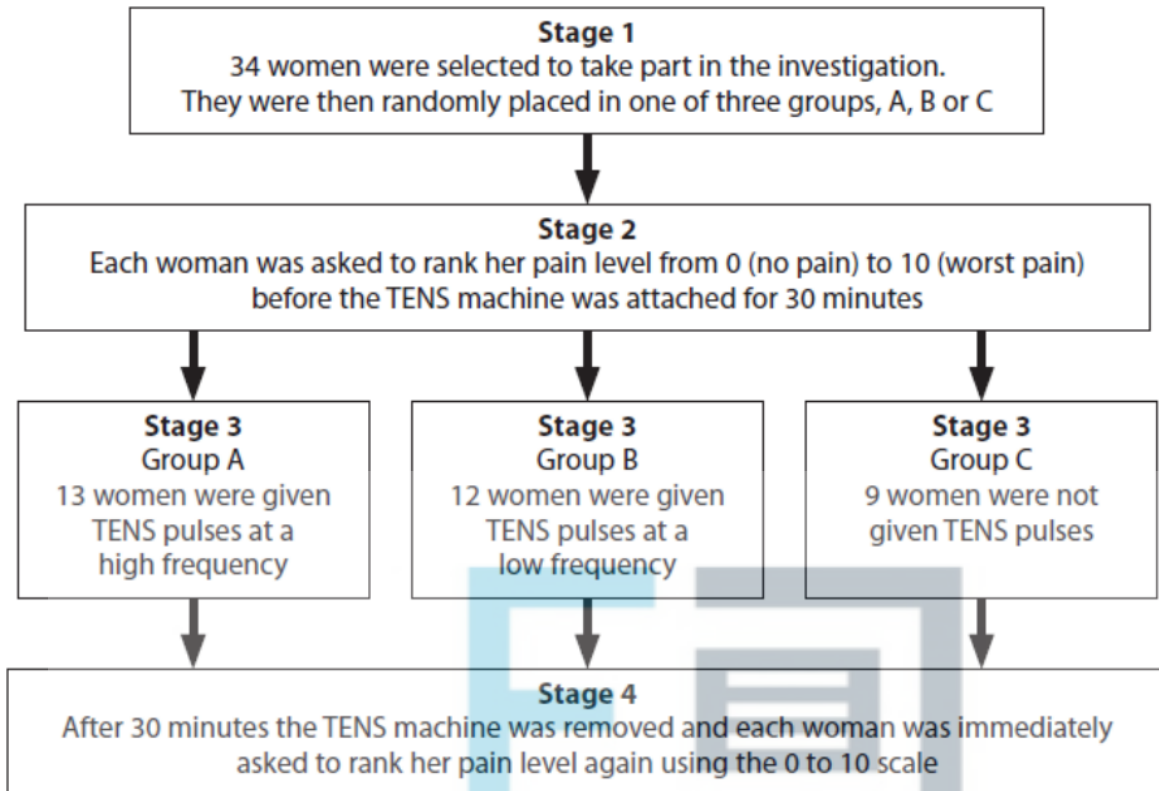 Stage 1
34 women were selected to take part in the investigation.
They were then randomly placed in one of three groups, A, B or C
Stage 2
Each woman was asked to rank her pain level from 0 (no pain) to 10 (worst pain)
before the TENS machine was attached for 30 minutes
Stage 3
Group A
13 women were given
TENS pulses at a
high frequency
Stage 3
Group B
12 women were given
TENS pulses at a
low frequency
Stage 3
Group C
9 women were not
given TENS pulses
Stage 4
After 30 minutes the TENS machine was removed and each woman was immediately
asked to rank her pain level again using the 0 to 10 scale